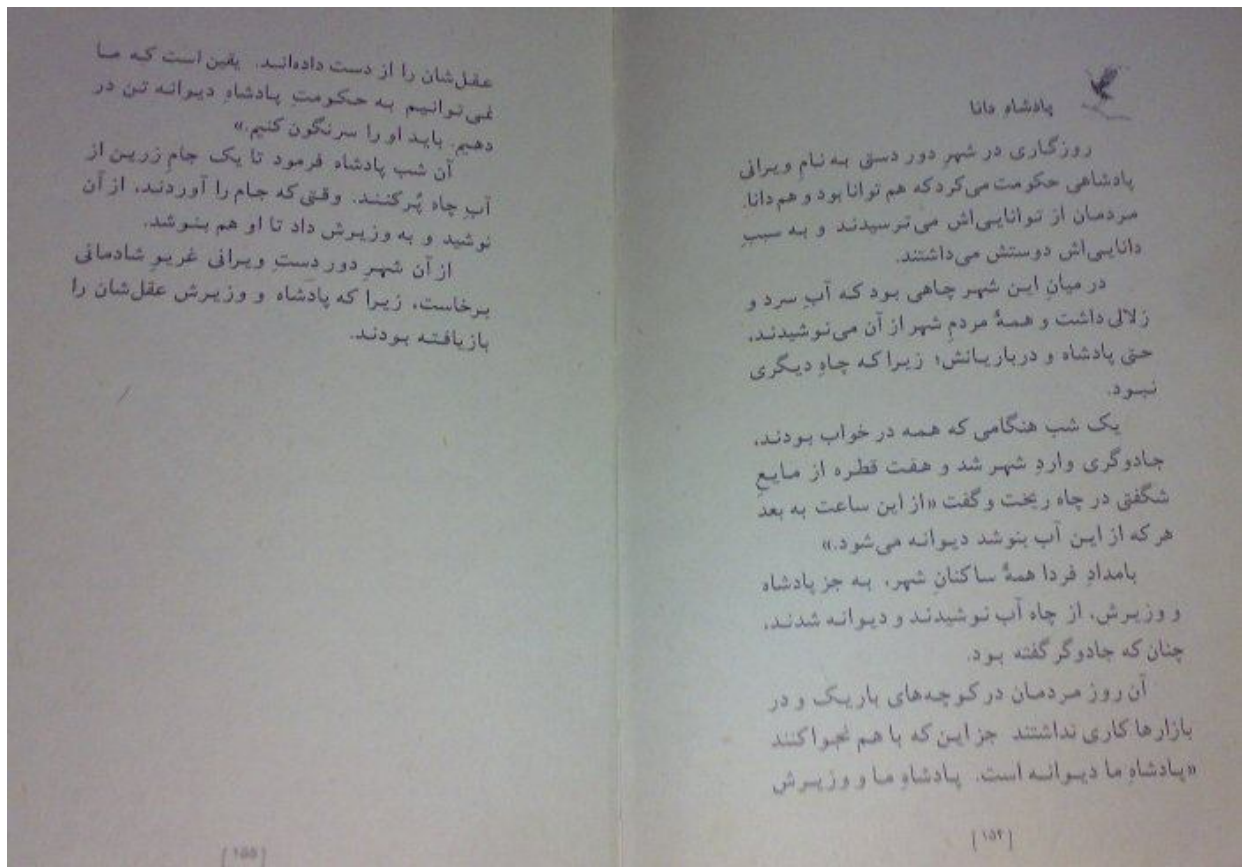 پادشاه دانا
روزگاری در شهرِ دور دستی به نامِ ویرانی
پادشاهی حکومت می‌کرد که هم توانا بود و هم دانا.
مردمان از توانایی‌اش می‌ترسیدند و به سببِ
دانایی‌اش دوستش می‌داشتند.
در میانِ این شهر چاهی بود که آبِ سرد و
زلالی داشت و همهٔ مردمِ شهر از آن می‌نوشیدند،
حتی پادشاه و درباریانش؛ زیرا که چاهِ دیگری
نبود.
یک شب هنگامی که همه در خواب بودند،
جادوگری واردِ شهر شد و هفت قطره از مایعِ
شگفتی در چاه ریخت و گفت «از این ساعت به بعد
هر که از این آب بنوشد دیوانه می‌شود.»
بامدادِ فردا همهٔ ساکنانِ شهر، به جز پادشاه
و وزیرش، از چاه آب نوشیدند و دیوانه شدند،
چنان که جادوگر گفته بود.
آن روز مردمان در کوچه‌های باریک و در
بازارها کاری نداشتند جز این که با هم نجوا کنند
«پادشاهِ ما دیوانه است. پادشاهِ ما و وزیرش
[۱۵۴]
عقل‌شان را از دست داده‌اند. یقین است که ما
نمی‌توانیم به حکومتِ پادشاهِ دیوانه تن در
دهیم. باید او را سرنگون کنیم.»
آن شب پادشاه فرمود تا یک جامِ زرین از
آبِ چاه پُر کنند. وقتی که جام را آوردند، از آن
نوشید و به وزیرش داد تا او هم بنوشد.
از آن شهرِ دور دستِ ویرانی غریوِ شادمانی
برخاست، زیرا که پادشاه و وزیرش عقل‌شان را
بازیافته بودند.
[۱۵۵]